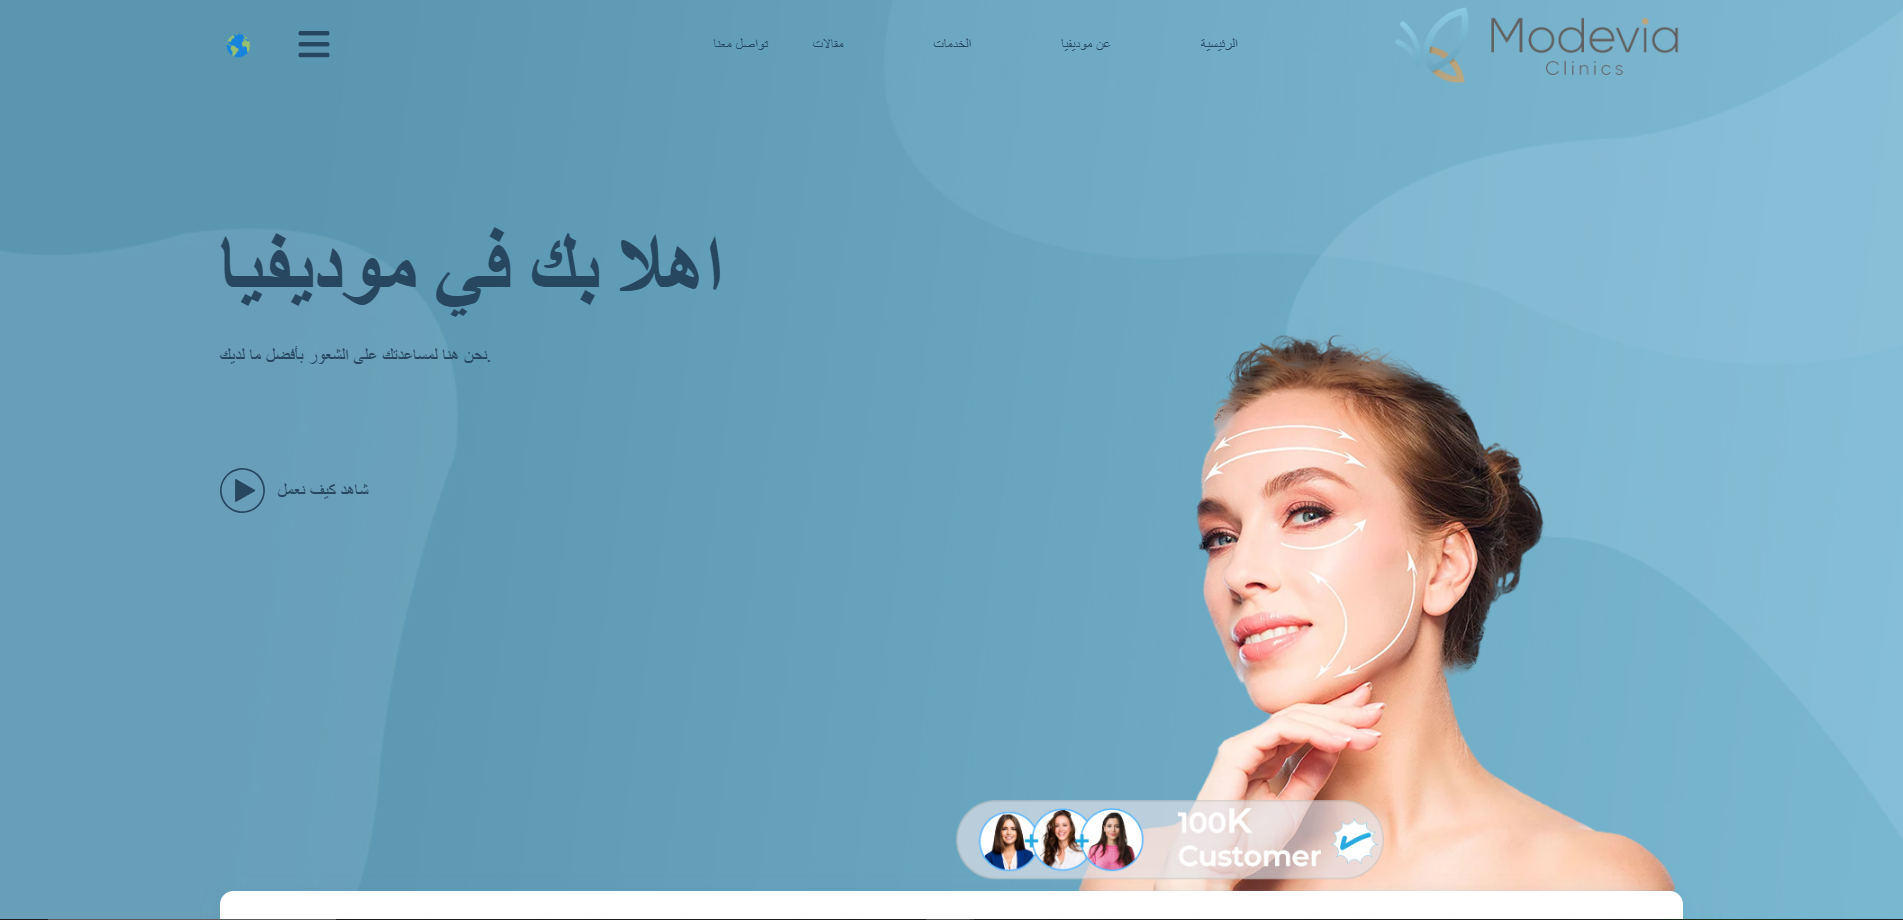 Modevia
Clinics
الرئيسية
عن موديفيا
الخدمات
مقالات
تواصل معنا
اهلا بك في موديفيا
نحن هنا لمساعدتك على الشعور بأفضل ما لديك.
شاهد كيف نعمل
100K
Customer